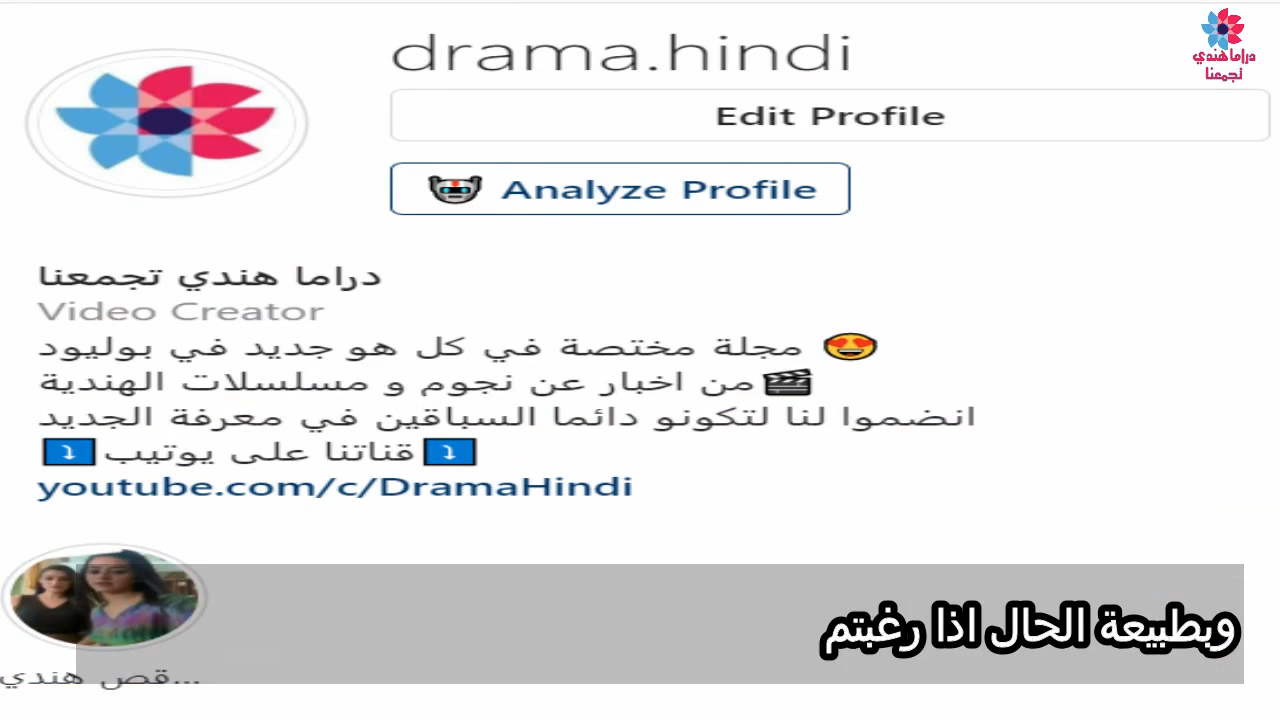 drama.hindi
دراما هندي
تجمعنا
Edit Profile
Analyze Profile
دراما هندي تجمعنا
Video Creator
مجلة مختصة في كل هو جديد في بوليود
من اخبار عن نجوم و مسلسلات الهندية
انضموا لنا لتكونو دائما السباقين في معرفة الجديد
قناتنا على يوتيب
youtube.com/c/DramaHindi
وبطبيعة الحال اذا رغبتم
قص هندي...